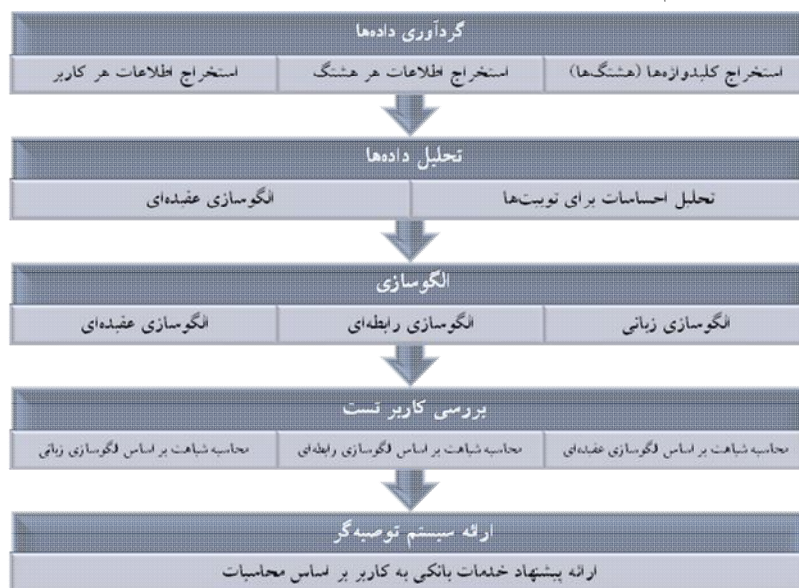 گردآوری داده‌ها
استخراج کلیدواژه‌ها (هشتگ‌ها)
استخراج اطلاعات هر هشتگ
استخراج اطلاعات هر کاربر
تحلیل داده‌ها
تحلیل احساسات برای توییت‌ها
الگوسازی عقیده‌ای
الگوسازی
الگوسازی زبانی
الگوسازی رابطه‌ای
الگوسازی عقیده‌ای
بررسی کاربر تست
محاسبه شباهت بر اساس الگوسازی عقیده‌ای
محاسبه شباهت بر اساس الگوسازی رابطه‌ای
محاسبه شباهت بر اساس الگوسازی زبانی
ارائه سیستم توصیه‌گر
ارائه پیشنهاد خدمات بانکی به کاربر بر اساس محاسبات